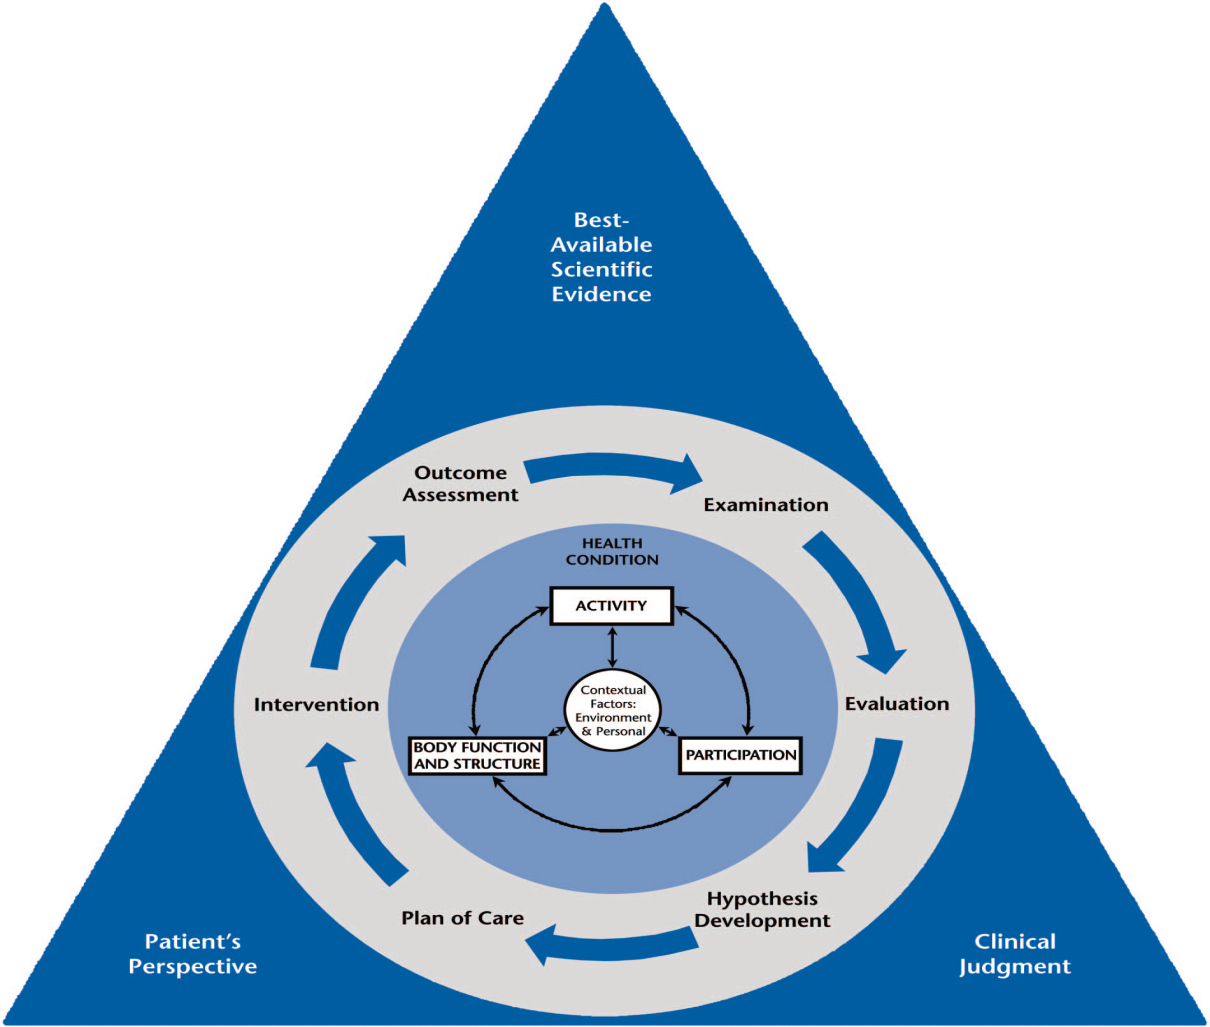 Best-
Available
Scientific
Evidence
Outcome
Assessment
Examination
HEALTH
CONDITION
ACTIVITY
Intervention
Contextual
Factors:
Environment
& Personal
Evaluation
BODY FUNCTION
AND STRUCTURE
PARTICIPATION
Plan of Care
Hypothesis
Development
Patient’s
Perspective
Clinical
Judgment